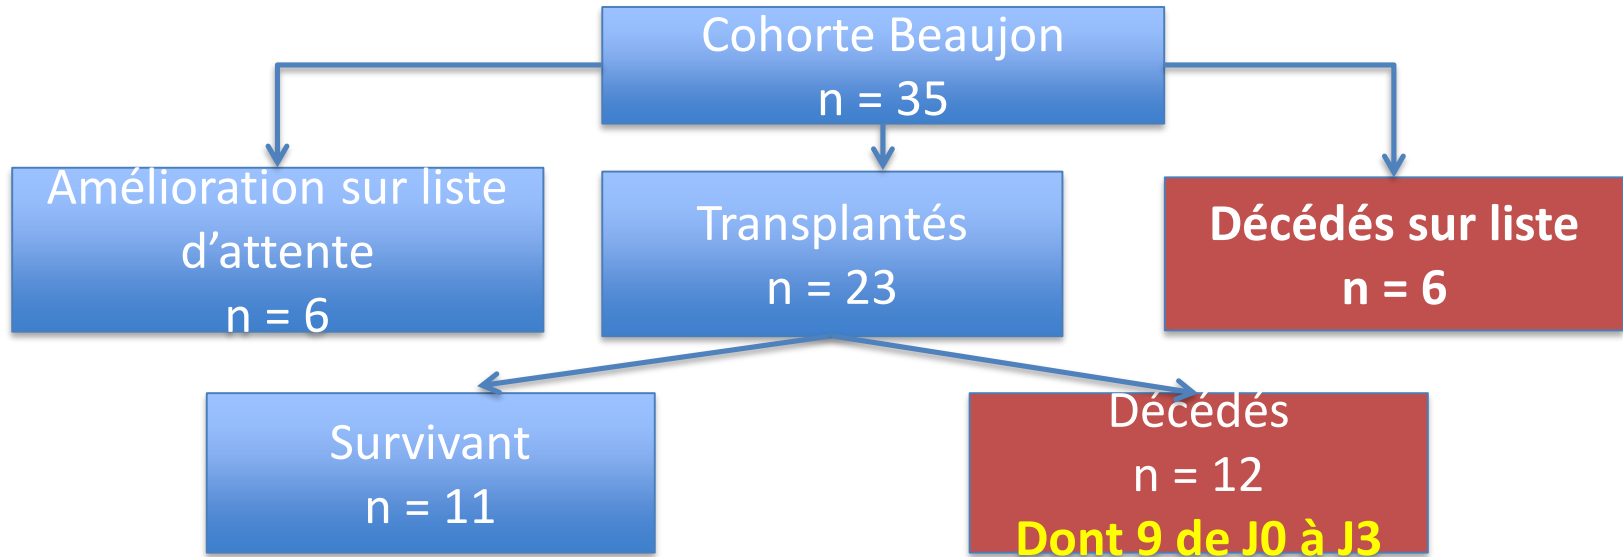 Cohorte Beaujon
n = 35
Amélioration sur liste
d’attente
n = 6
Transplantés
n = 23
Décédés sur liste
n = 6
Survivant
n = 11
Décédés
n = 12
Dont 9 de J0 à J3